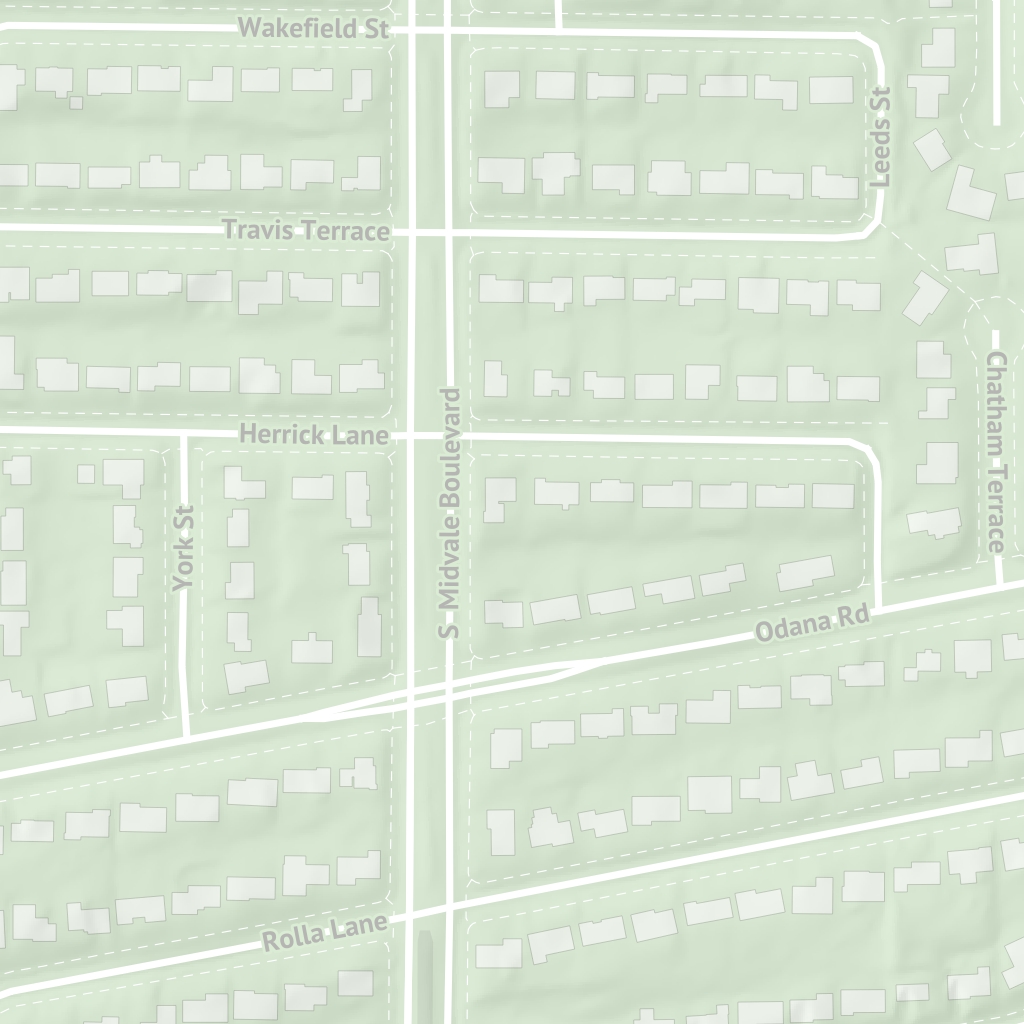 Wakefield St
Leeds St
Travis Terrace
Chatham Terrace
Herrick Lane
S Midvale Boulevard
York St
Odana Rd
Rolla Lane